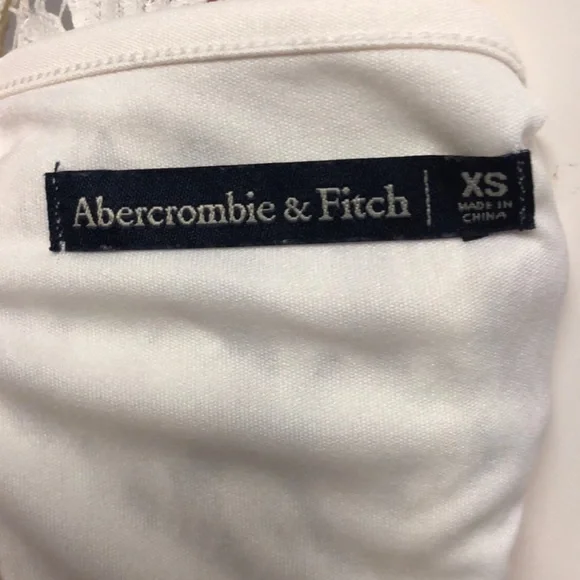 Abercrombie & Fitch
XS
MADE IN
CHINA